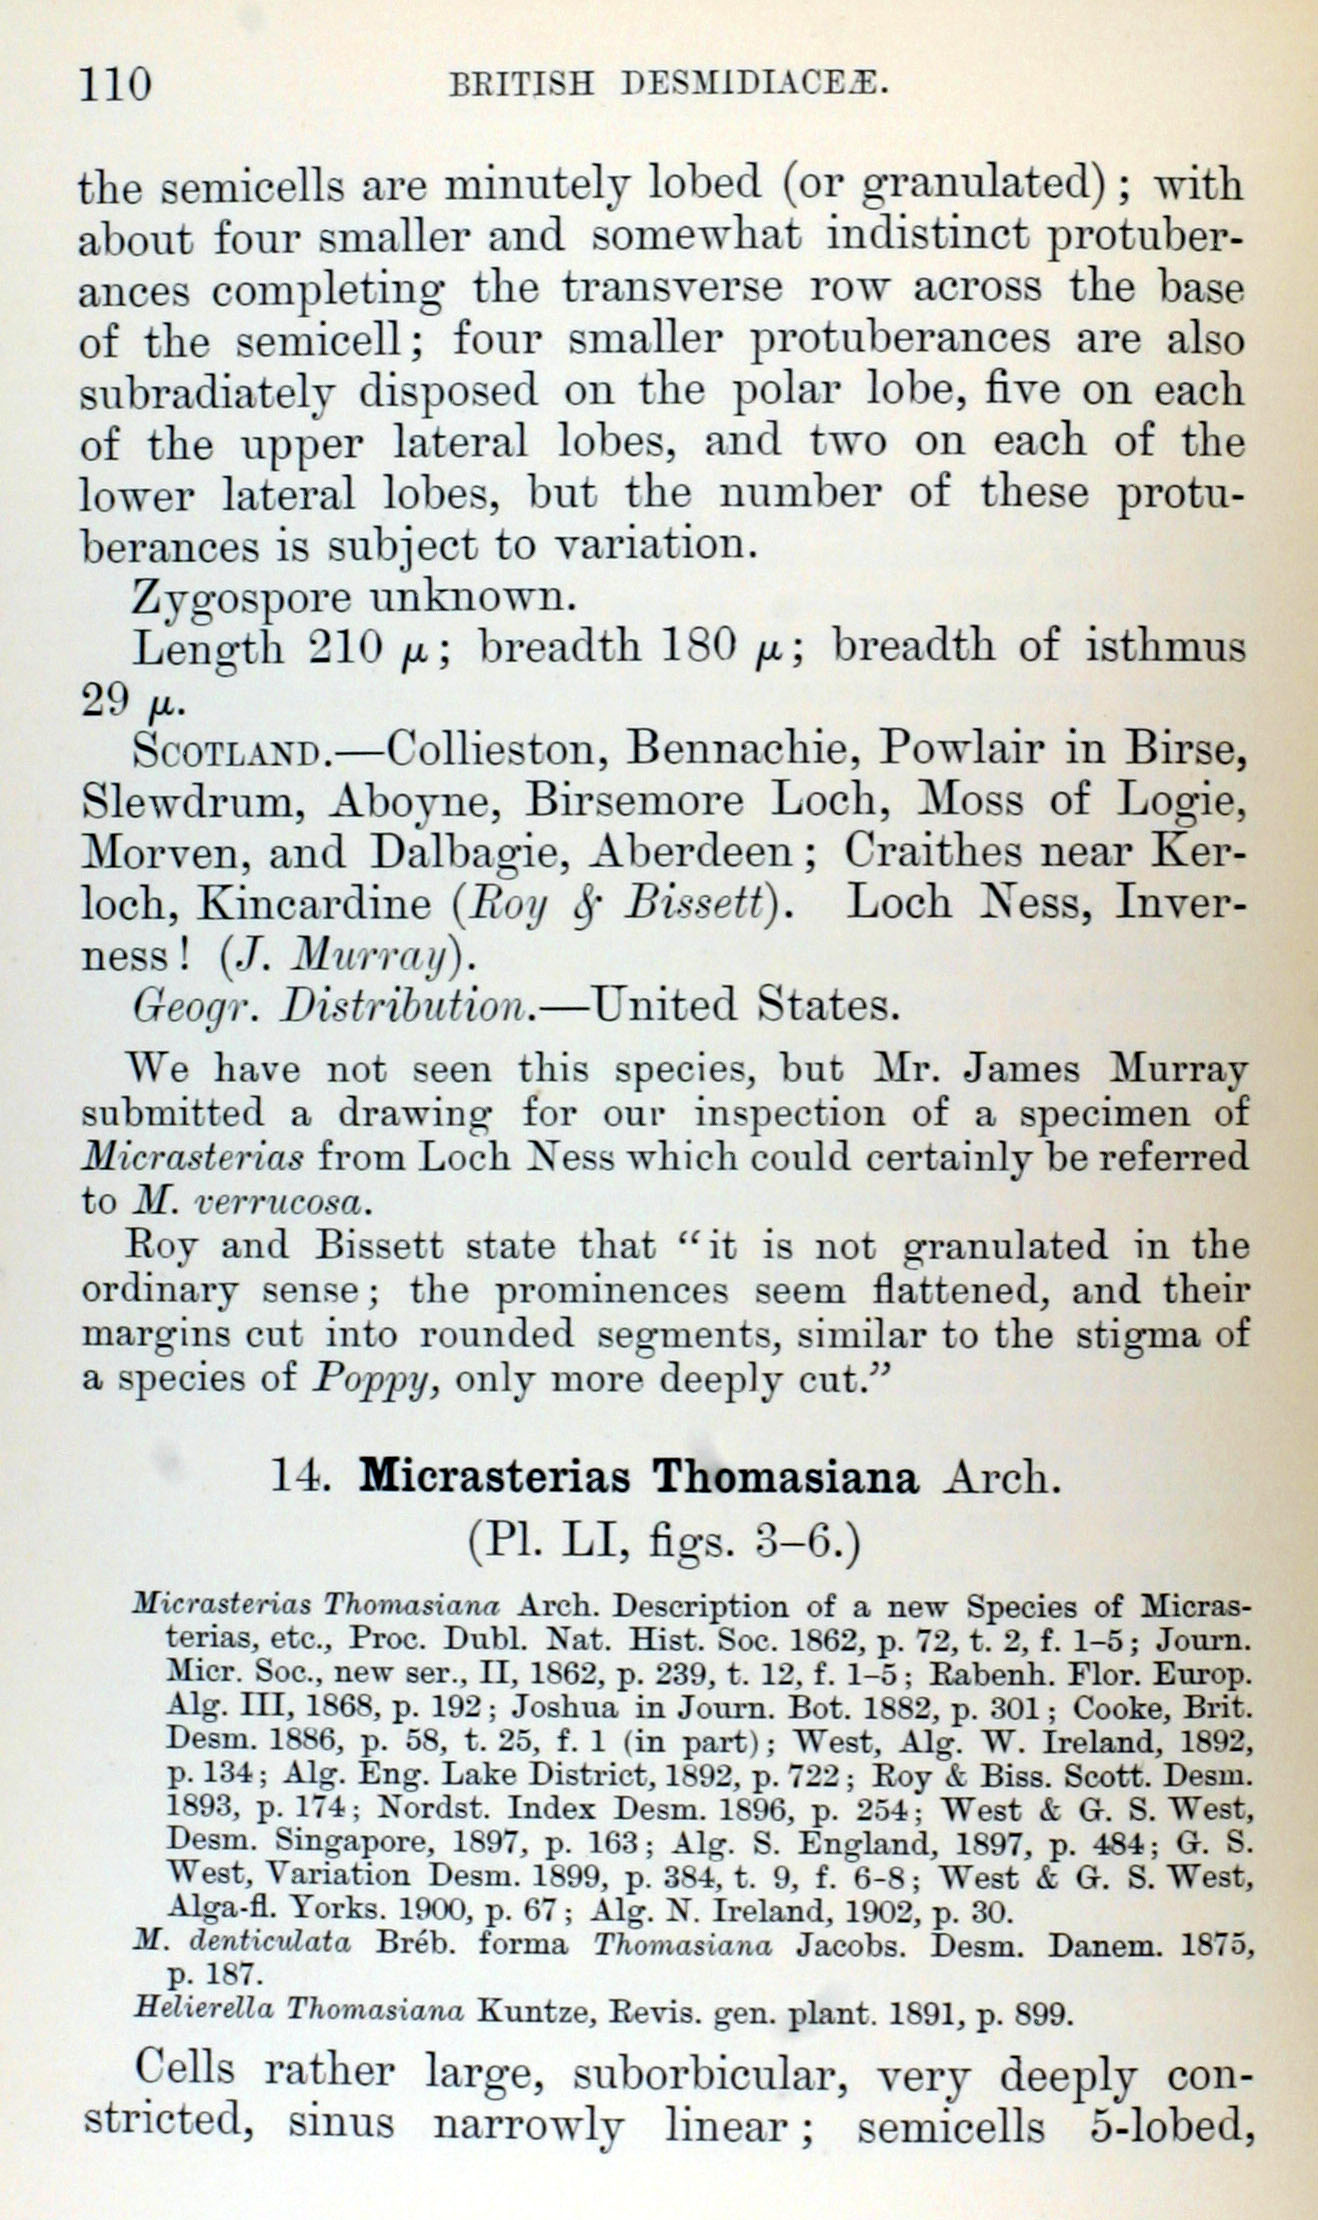 110 BRITISH DESMIDIACEÆ.
the semicells are minutely lobed (or granulated) ; with
about four smaller and somewhat indistinct protuber-
ances completing the transverse row across the base
of the semicell ; four smaller protuberances are also
subradiately disposed on the polar lobe, five on each
of the upper lateral lobes, and two on each of the
lower lateral lobes, but the number of these protu-
berances is subject to variation.
Zygospore unknown.
Length 210 μ ; breadth 180 μ ; breadth of isthmus
29 μ.
SCOTLAND.—Collieston, Bennachie, Powlair in Birse,
Slewdrum, Aboyne, Birsemore Loch, Moss of Logie,
Morven, and Dalbagie, Aberdeen ; Craithes near Ker-
loch, Kincardine (Roy & Bissett). Loch Ness, Inver-
ness ! (J. Murray).
Geogr. Distribution.—United States.
We have not seen this species, but Mr. James Murray
submitted a drawing for our inspection of a specimen of
Micrasterias from Loch Ness which could certainly be referred
to M. verrucosa.
Roy and Bissett state that “it is not granulated in the
ordinary sense ; the prominences seem flattened, and their
margins cut into rounded segments, similar to the stigma of
a species of Poppy, only more deeply cut.”
14. Micrasterias Thomasiana Arch.
(Pl. LI, figs. 3–6.)
Micrasterias Thomasiana Arch. Description of a new Species of Micras-
terias, etc., Proc. Dubl. Nat. Hist. Soc. 1862, p. 72, t. 2, f. 1–5 ; Journ.
Micr. Soc., new ser., II, 1862, p. 239, t. 12, f. 1–5 ; Rabenh. Flor. Europ.
Alg. III, 1868, p. 192 ; Joshua in Journ. Bot. 1882, p. 301 ; Cooke, Brit.
Desm. 1886, p. 58, t. 25, f. 1 (in part) ; West, Alg. W. Ireland, 1892,
p. 134 ; Alg. Eng. Lake District, 1892, p. 722 ; Roy & Biss. Scott. Desm.
1893, p. 174 ; Nordst. Index Desm. 1896, p. 254 ; West & G. S. West,
Desm. Singapore, 1897, p. 163 ; Alg. S. England, 1897, p. 484 ; G. S.
West, Variation Desm. 1899, p. 384, t. 9, f. 6-8 ; West & G. S. West,
Alga-fl. Yorks. 1900, p. 67 ; Alg. N. Ireland, 1902, p. 30.
M. denticulata Bréb. forma Thomasiana Jacobs. Desm. Danem. 1875,
p. 187.
Helierella Thomasiana Kuntze, Revis. gen. plant. 1891, p. 899.
Cells rather large, suborbicular, very deeply con-
stricted, sinus narrowly linear ; semicells 5-lobed,